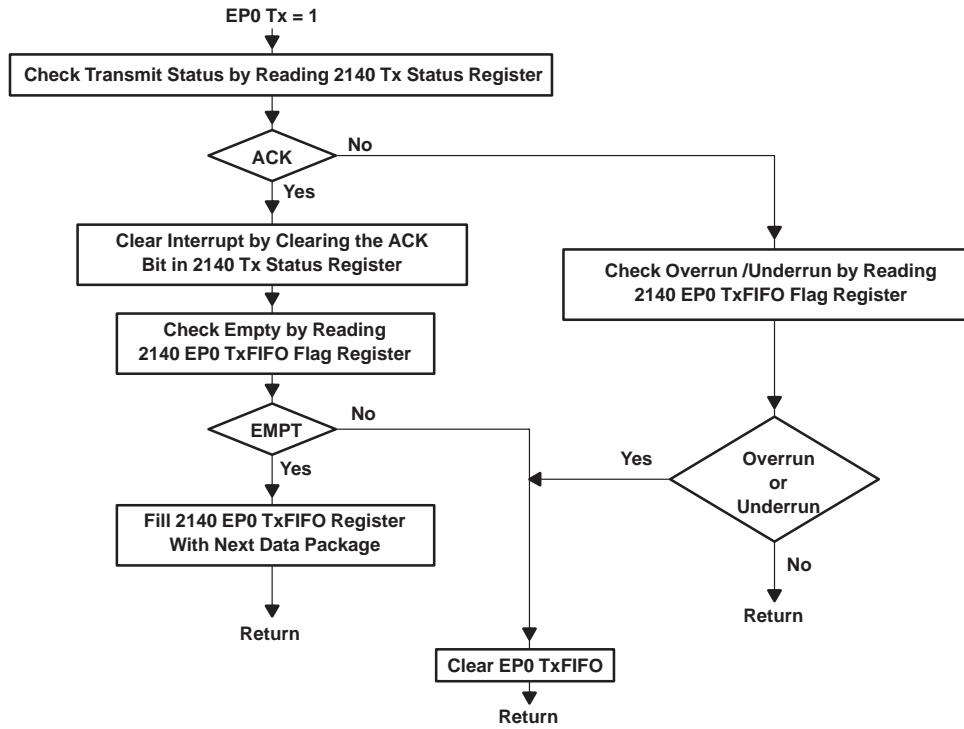 EP0 Tx = 1
Check Transmit Status by Reading 2140 Tx Status Register
ACK
No
Yes
Clear Interrupt by Clearing the ACK
Bit in 2140 Tx Status Register
Check Overrun /Underrun by Reading
2140 EP0 TxFIFO Flag Register
Check Empty by Reading
2140 EP0 TxFIFO Flag Register
EMPT
No
Yes
Yes
Overrun
or
Underrun
Fill 2140 EP0 TxFIFO Register
With Next Data Package
No
Return
Return
Clear EP0 TxFIFO
Return